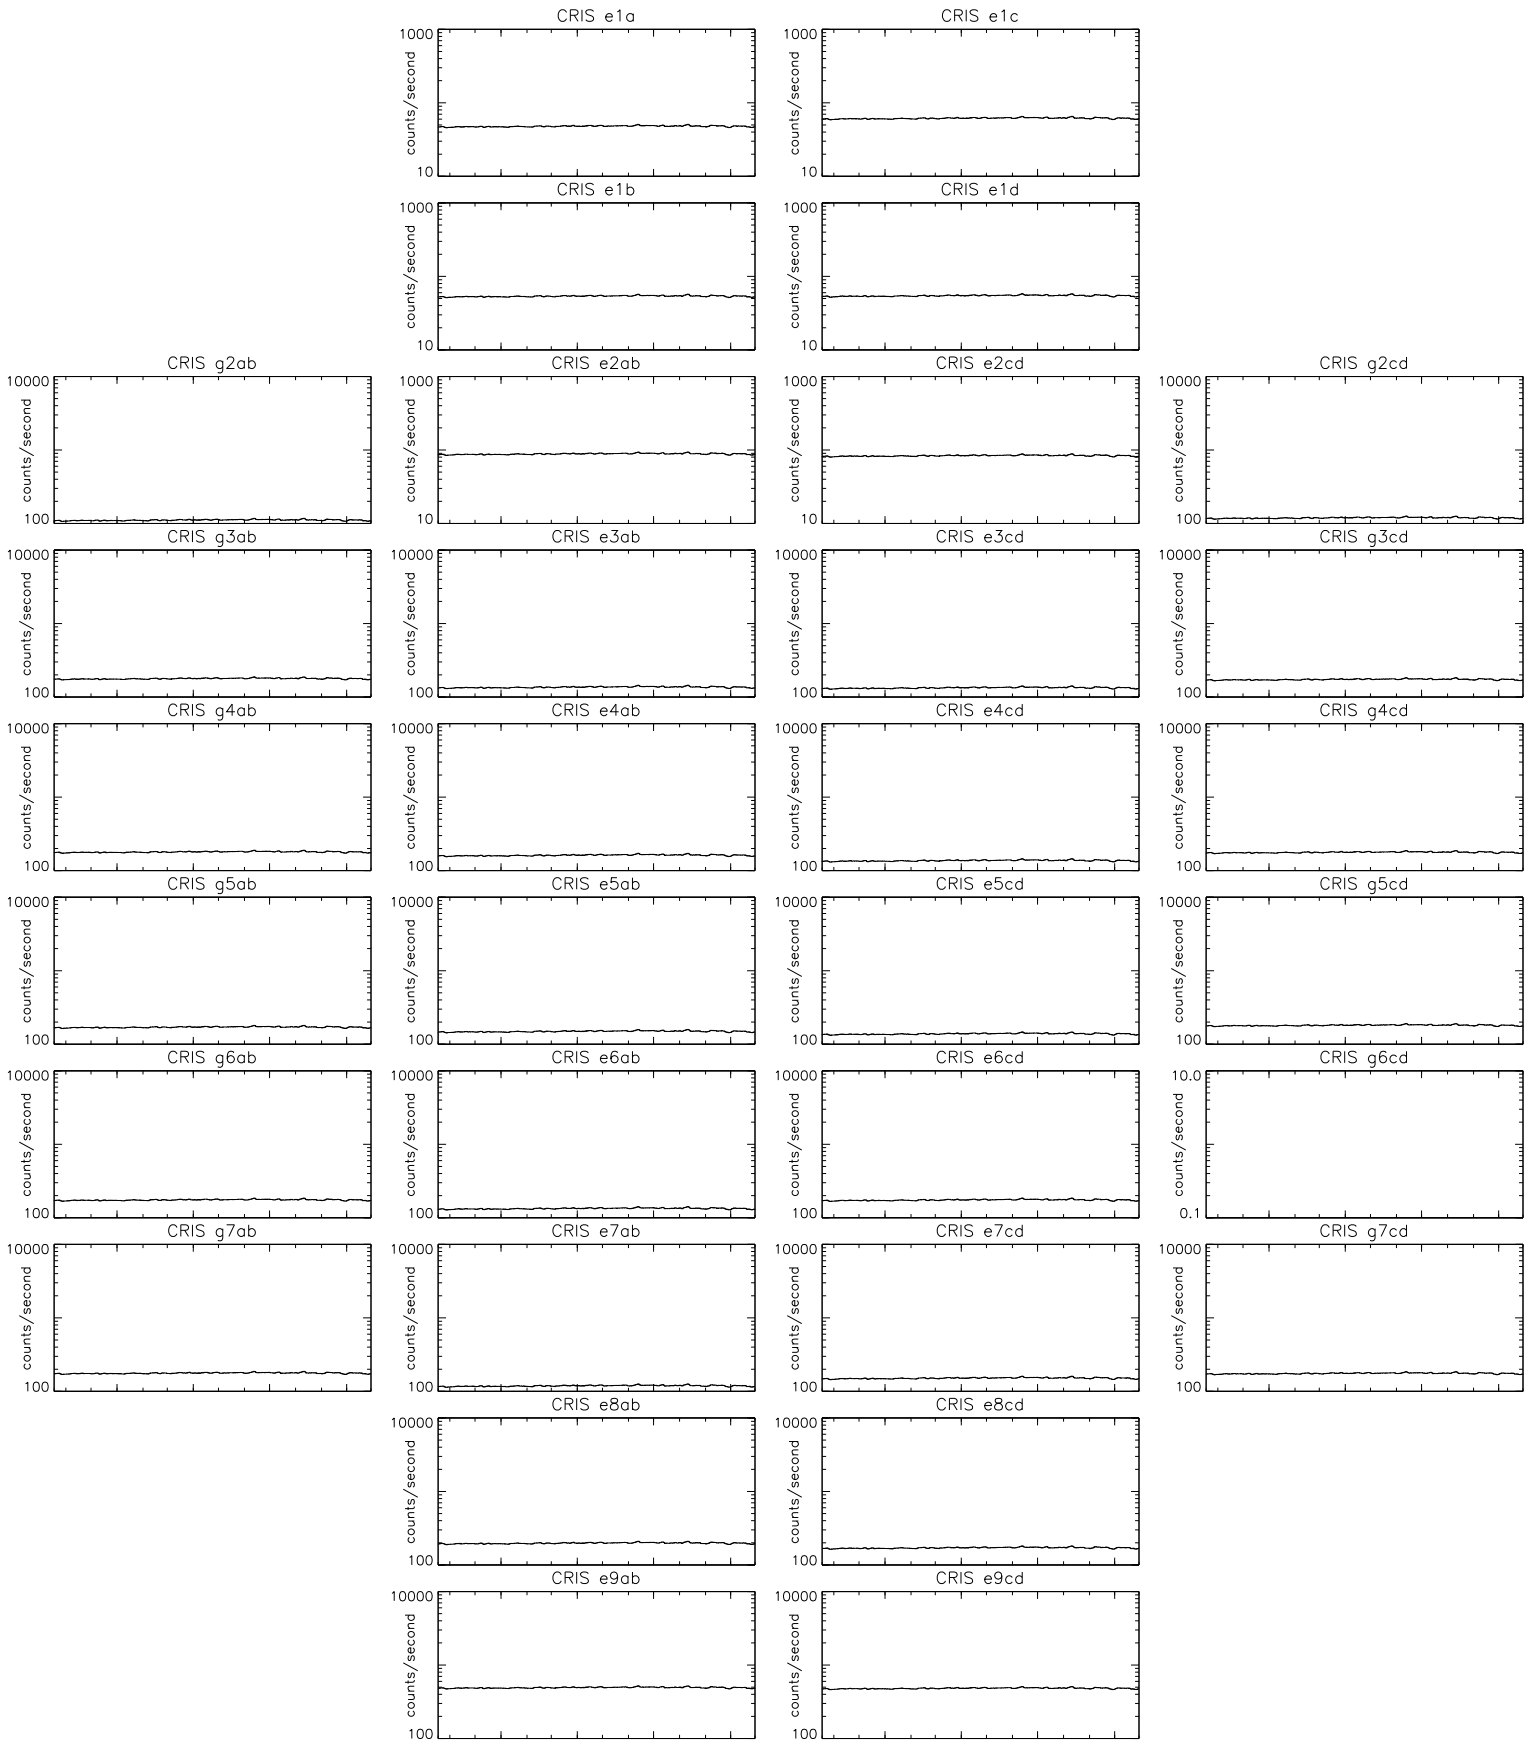 CRIS e1a CRIS e1c
1000 1000
counts/second counts/second
10 10
CRIS e1b CRIS e1d
1000 1000
counts/second counts/second
10 10
CRIS g2ab CRIS e2ab CRIS e2cd CRIS g2cd
10000 1000 1000 10000
counts/second counts/second counts/second counts/second
100 10 10 100
CRIS g3ab CRIS e3ab CRIS e3cd CRIS g3cd
10000 10000 10000 10000
counts/second counts/second counts/second counts/second
100 100 100 100
CRIS g4ab CRIS e4ab CRIS e4cd CRIS g4cd
10000 10000 10000 10000
counts/second counts/second counts/second counts/second
100 100 100 100
CRIS g5ab CRIS e5ab CRIS e5cd CRIS g5cd
10000 10000 10000 10000
counts/second counts/second counts/second counts/second
100 100 100 100
CRIS g6ab CRIS e6ab CRIS e6cd CRIS g6cd
10000 10000 10000 10.0
counts/second counts/second counts/second counts/second
100 100 100 0.1
CRIS g7ab CRIS e7ab CRIS e7cd CRIS g7cd
10000 10000 10000 10000
counts/second counts/second counts/second counts/second
100 100 100 100
CRIS e8ab CRIS e8cd
10000 10000
counts/second counts/second
100 100
CRIS e9ab CRIS e9cd
10000 10000
counts/second counts/second
100 100